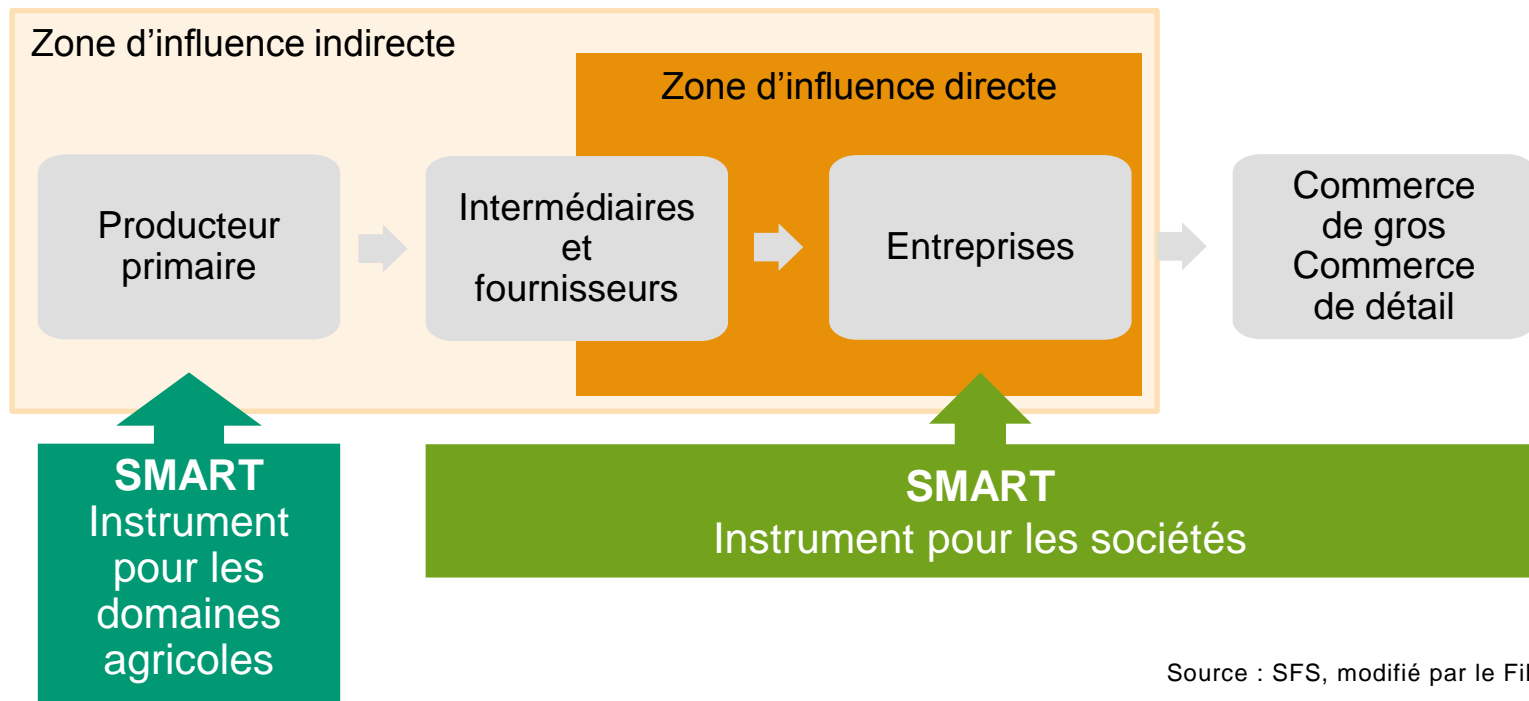 Zone d’influence indirecte
Zone d’influence directe
Producteur
primaire
Intermédiaires
et
fournisseurs
Entreprises
Commerce
de gros
Commerce
de détail
SMART
Instrument
pour les
domaines
agricoles
SMART
Instrument pour les sociétés
Source : SFS, modifié par le